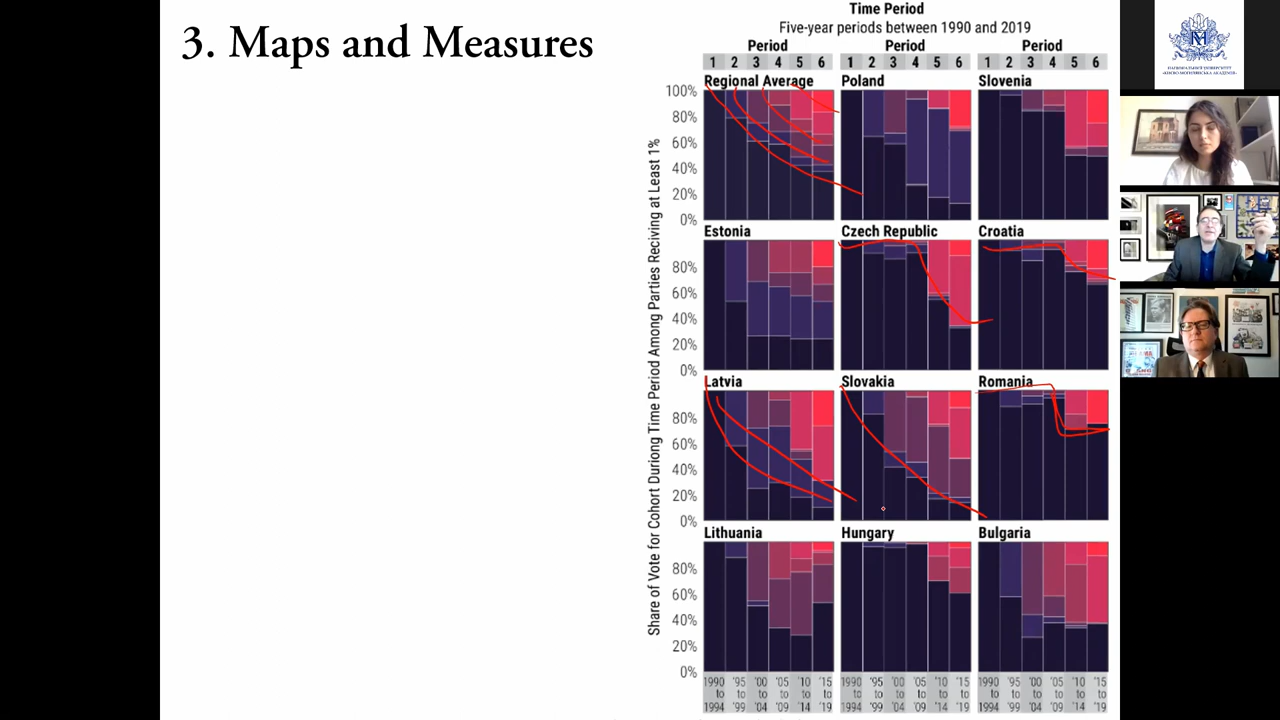 3. Maps and Measures
Time Period
Five-year periods between 1990 and 2019
Period Period Period
1 2 3 4 5 6 1 2 3 4 5 6 1 2 3 4 5 6
Share of Vote for Cohort Duriong Time Period Among Parties Reciving at Least 1%
Regional Average Poland Slovenia
100%
80%
60%
40%
20%
0%
Estonia Czech Republic Croatia
80%
60%
40%
20%
0%
Latvia Slovakia Romania
80%
60%
40%
20%
0%
Lithuania Hungary Bulgaria
80%
60%
40%
20%
0%
1990 '95 '00 '05 '10 '15 1990 '95 '00 '05 '10 '15 1990 '95 '00 '05 '10 '15
to to to to to to to to to to to to to to to to to to
1994 '99 '04 '09 '14 '19 1994 '99 '04 '09 '14 '19 1994 '99 '04 '09 '14 '19
НАЦІОНАЛЬНИЙ УНІВЕРСИТЕТ
«КИЄВО-МОГИЛЯНСЬКА АКАДЕМІЯ»